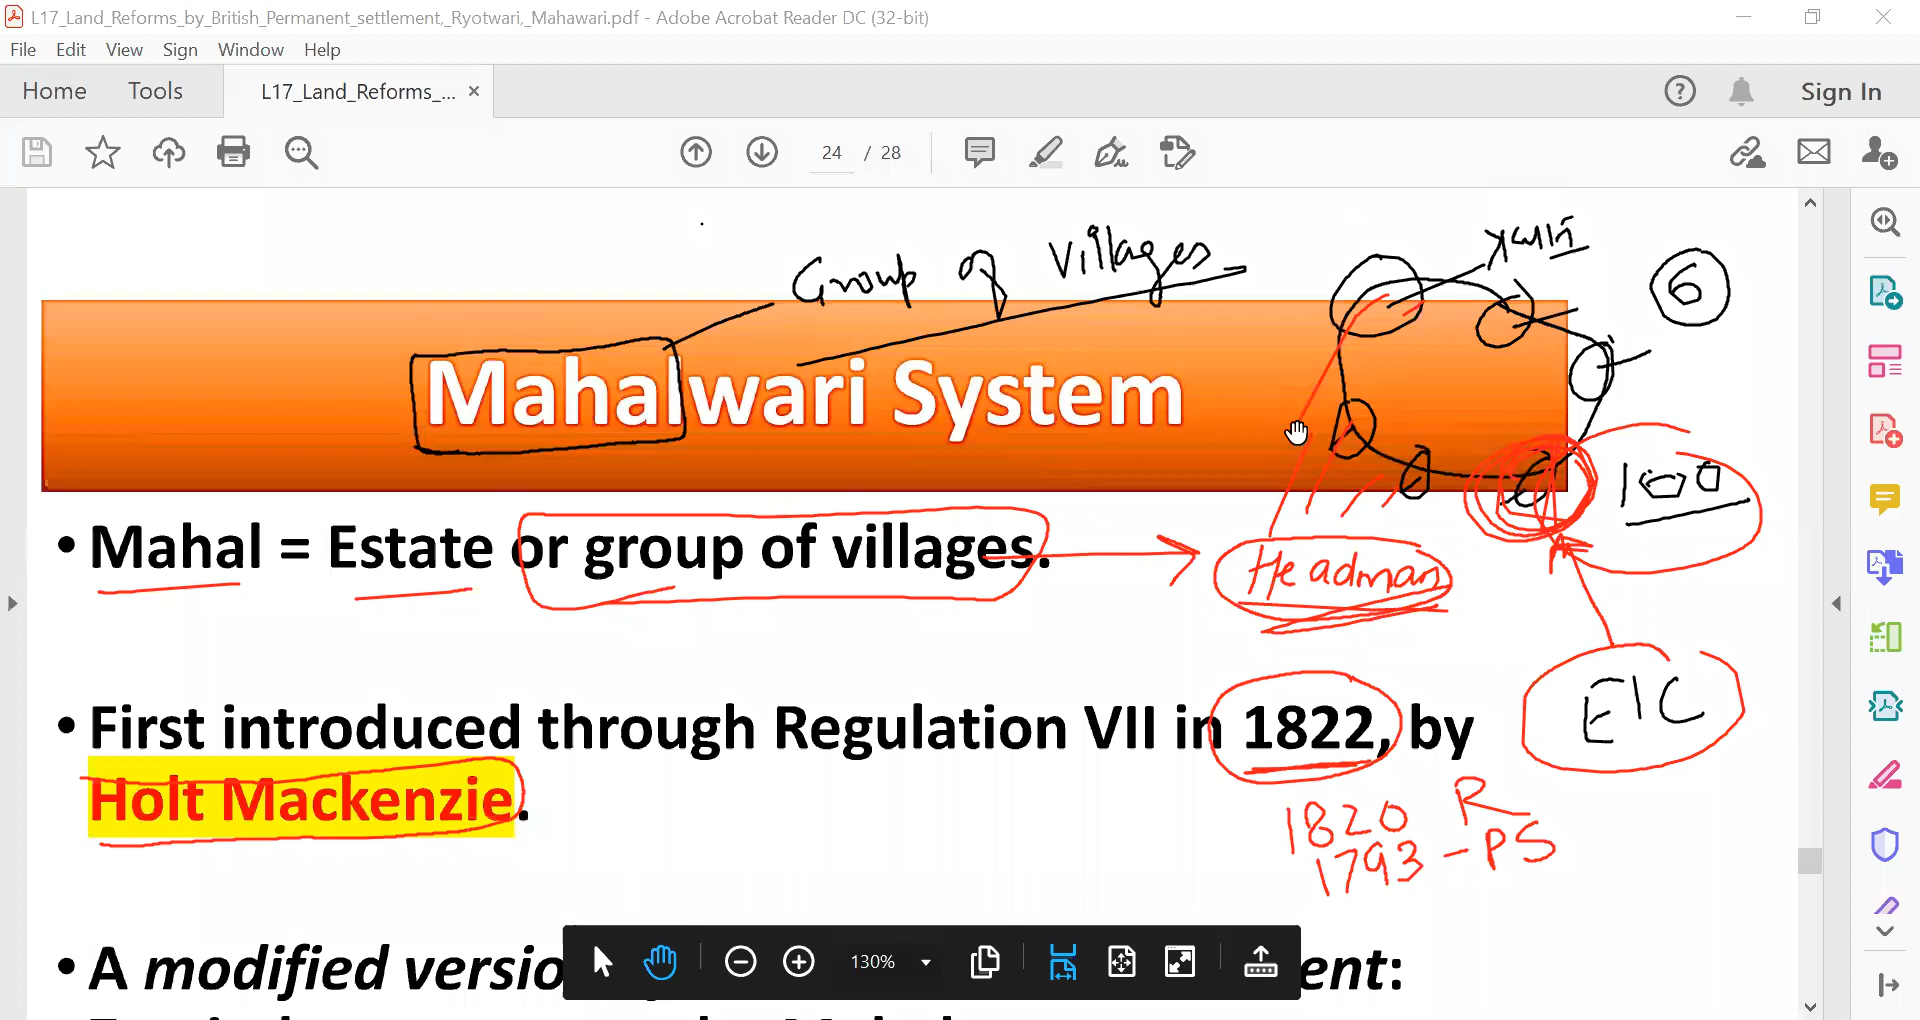 L17_Land_Reforms_by_British_Permanent_settlement,_Ryotwari,_Mahawari.pdf - Adobe Acrobat Reader DC (32-bit)
File Edit View Sign Window Help
Home Tools L17_Land_Reforms_... × Sign In
24 / 28
Group of Villages
6
Mahalwari System
100
• Mahal = Estate or group of villages.
Headman
EIC
• First introduced through Regulation VII in 1822, by
Holt Mackenzie.
1820 R
1793 - PS
• A modified versio ent:
130%